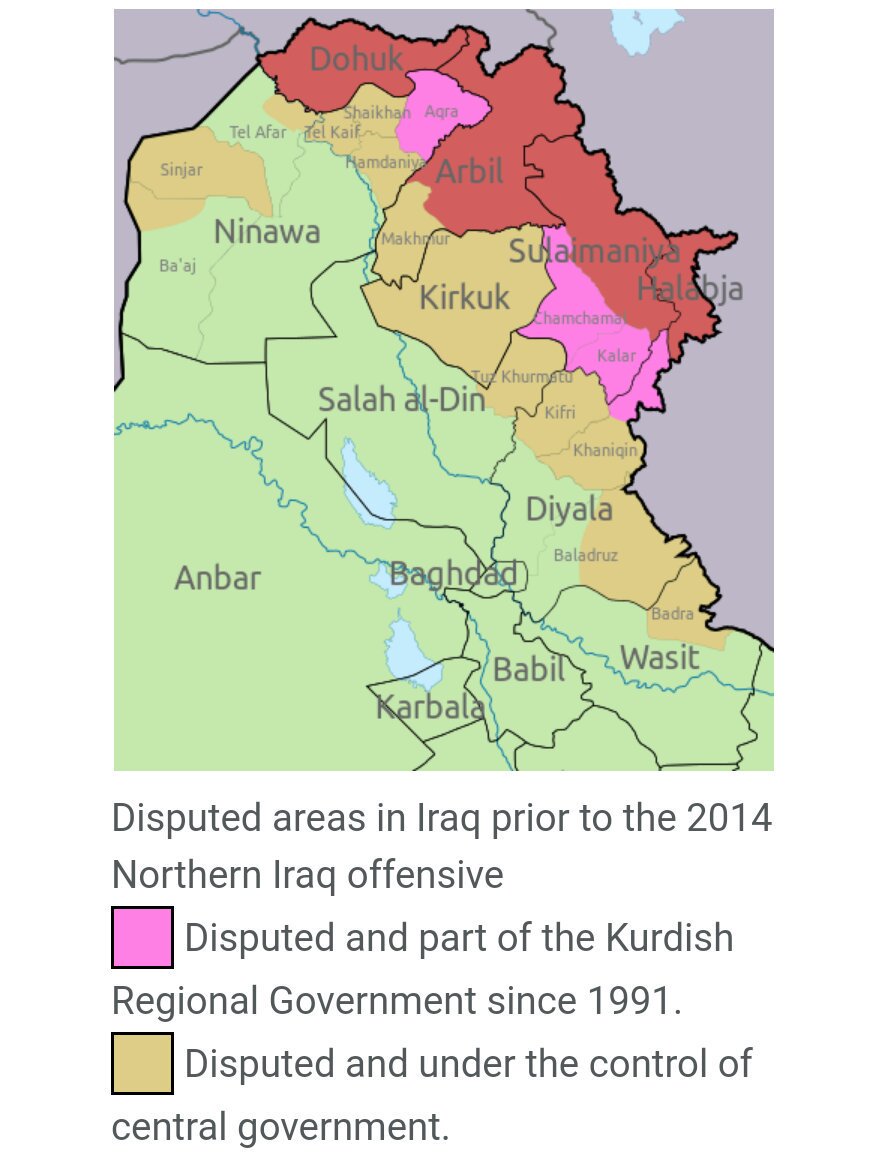 Dohuk
Shaikhan
Aqra
Tel Afar
Tel Kaif
Hamdaniya
Sinjar
Arbil
Ninawa
Makhmur
Sulaimaniya
Ba'aj
Halabja
Kirkuk
Chamchamal
Kalar
Tuz Khurmatu
Salah al-Din
Kifri
Khaniqin
Diyala
Baladruz
Anbar
Baghdad
Badra
Wasit
Babil
Karbala
Disputed areas in Iraq prior to the 2014
Northern Iraq offensive
Disputed and part of the Kurdish
Regional Government since 1991.
Disputed and under the control of
central government.